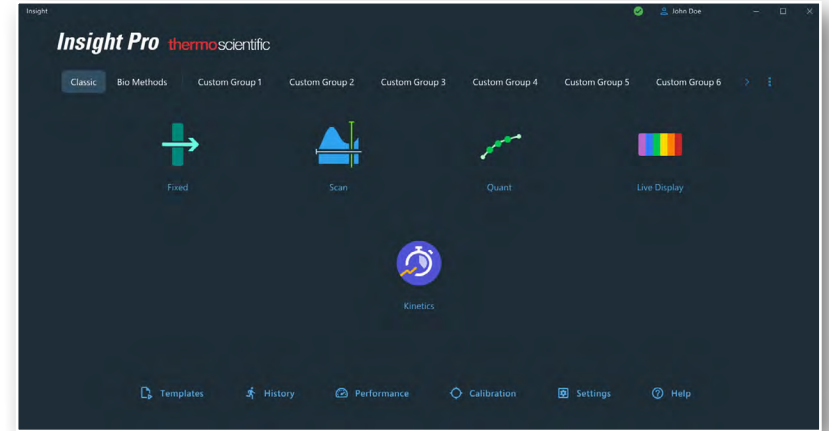 Insight
John Doe
Insight Pro thermoscientific
Classic Bio Methods Custom Group 1 Custom Group 2 Custom Group 3 Custom Group 4 Custom Group 5 Custom Group 6
Fixed Scan Quant Live Display
Kinetics
Templates History Performance Calibration Settings Help